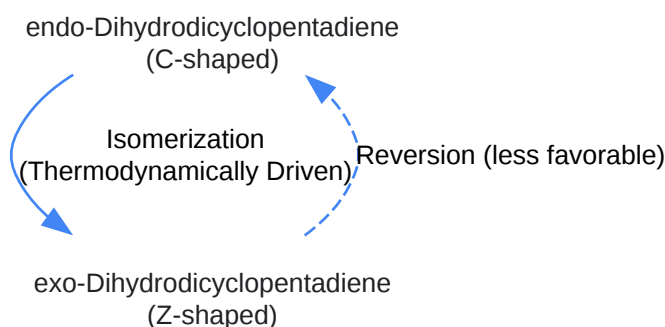 endo-Dihydrodicyclopentadiene
(C-shaped)
Isomerization
(Thermodynamically Driven)
Reversion (less favorable)
exo-Dihydrodicyclopentadiene
(Z-shaped)